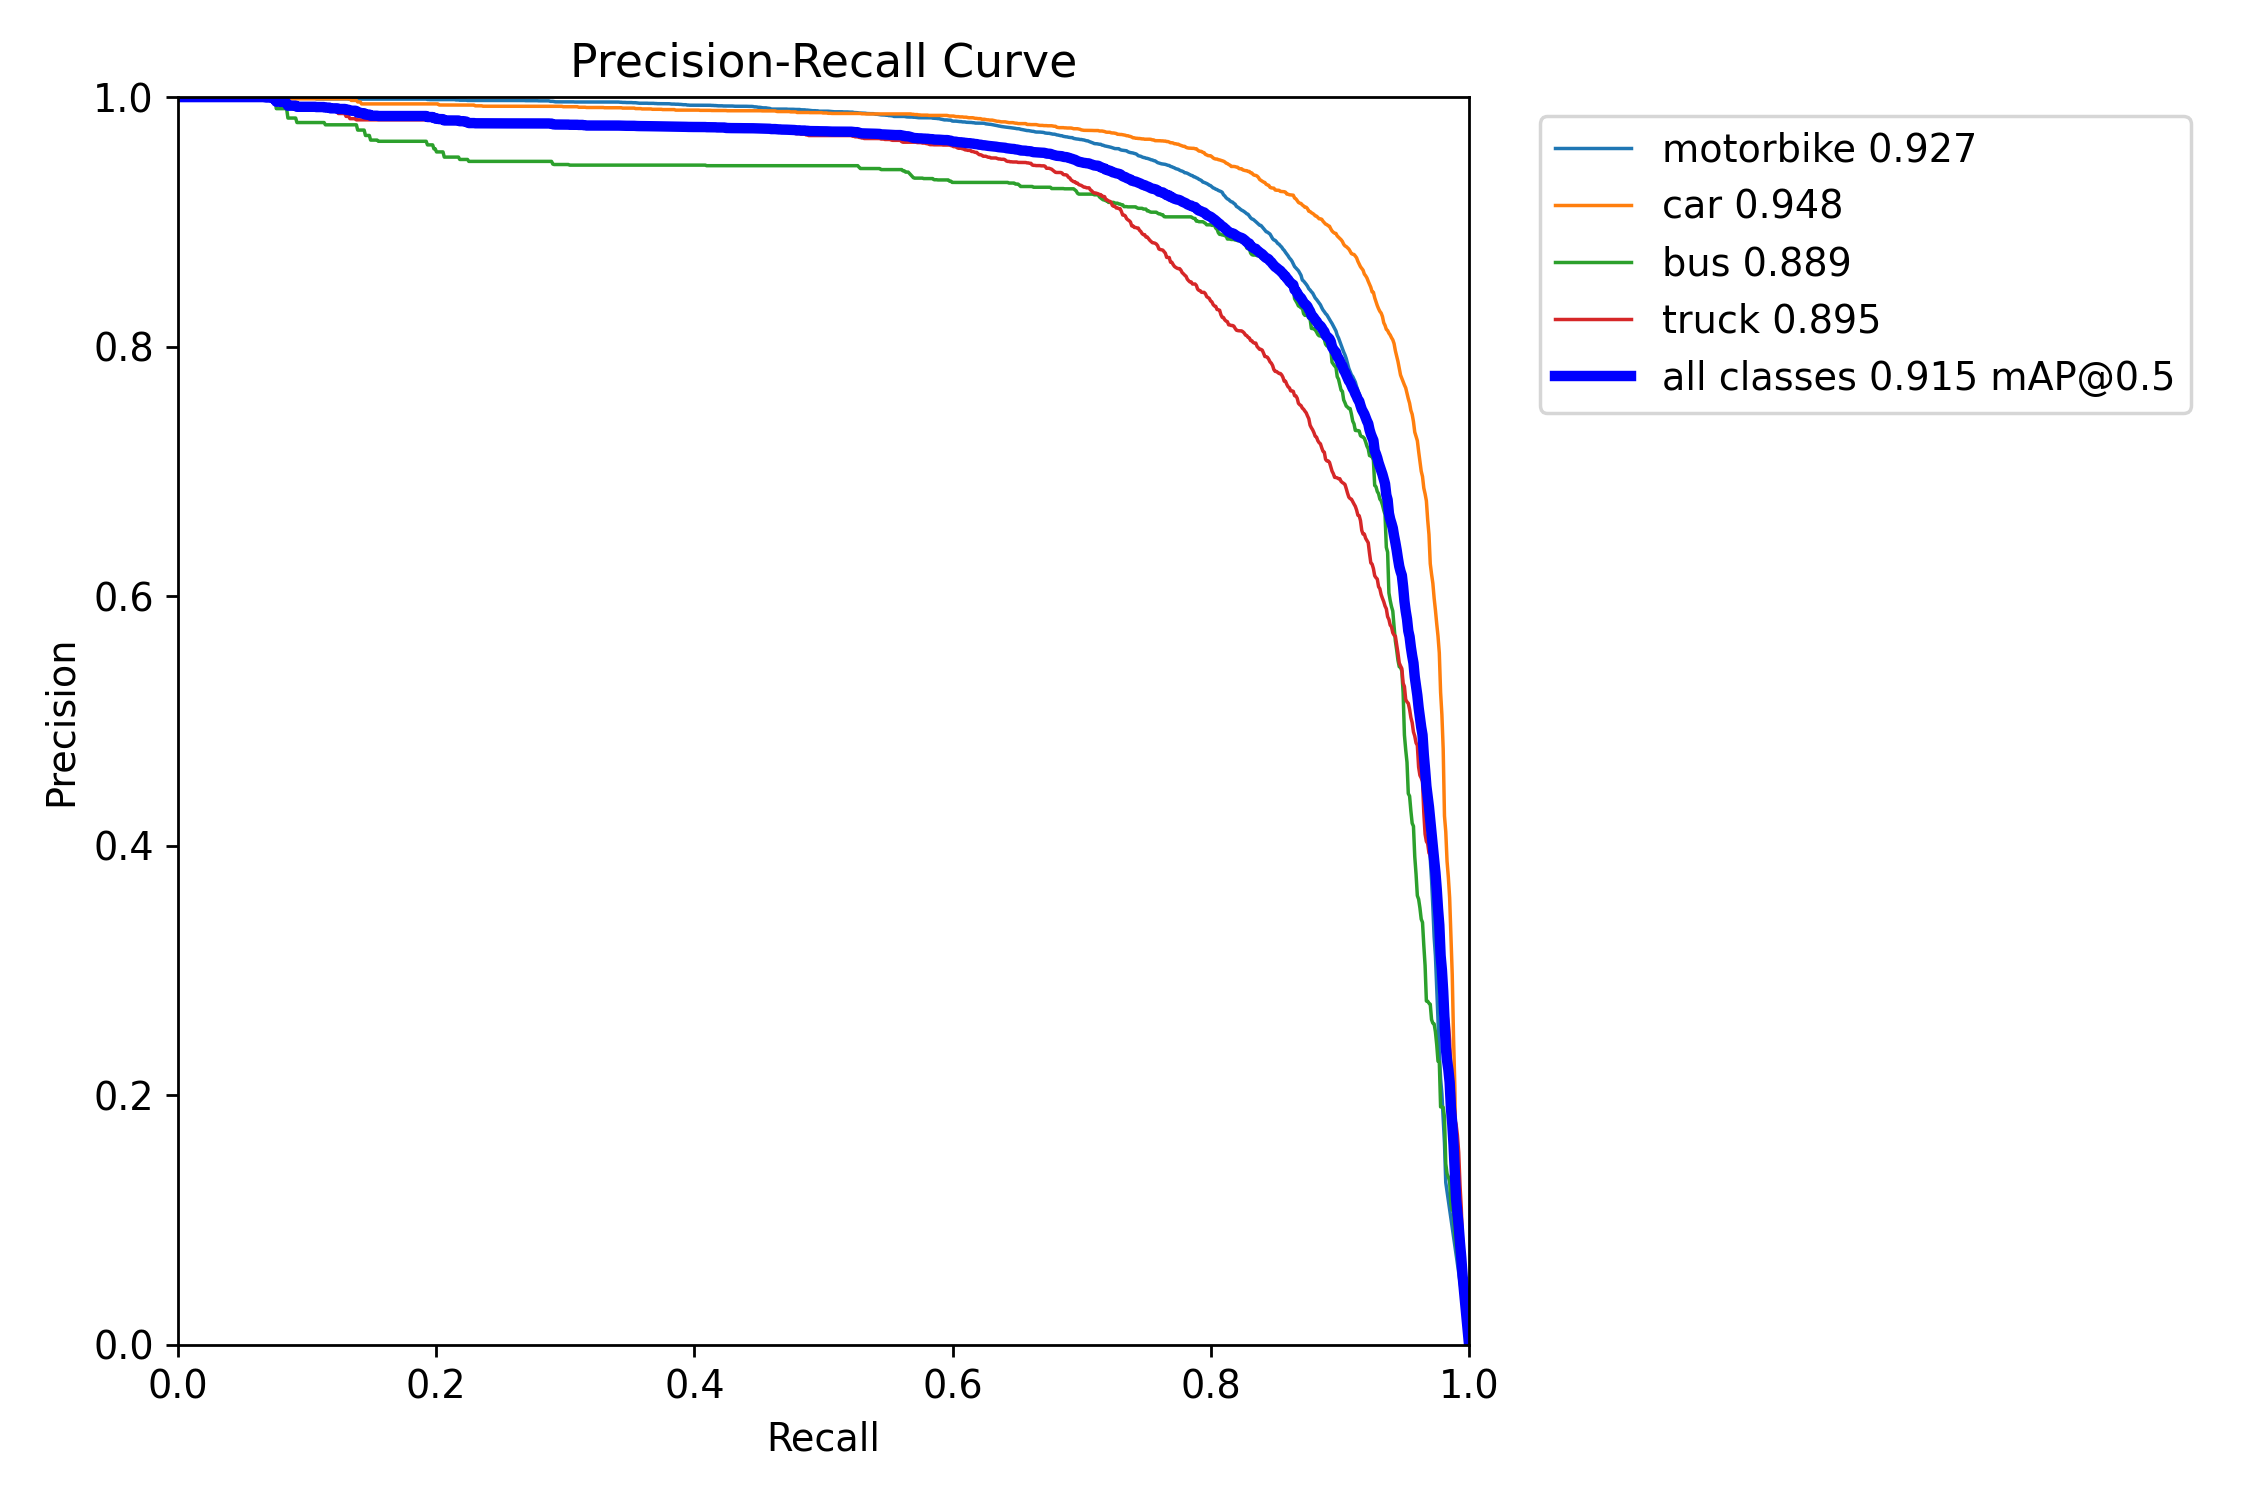 Precision-Recall Curve
1.0
0.8
0.6
0.4
0.2
0.0
Precision
0.0 0.2 0.4 0.6 0.8 1.0
Recall
motorbike 0.927
car 0.948
bus 0.889
truck 0.895
all classes 0.915 mAP@0.5